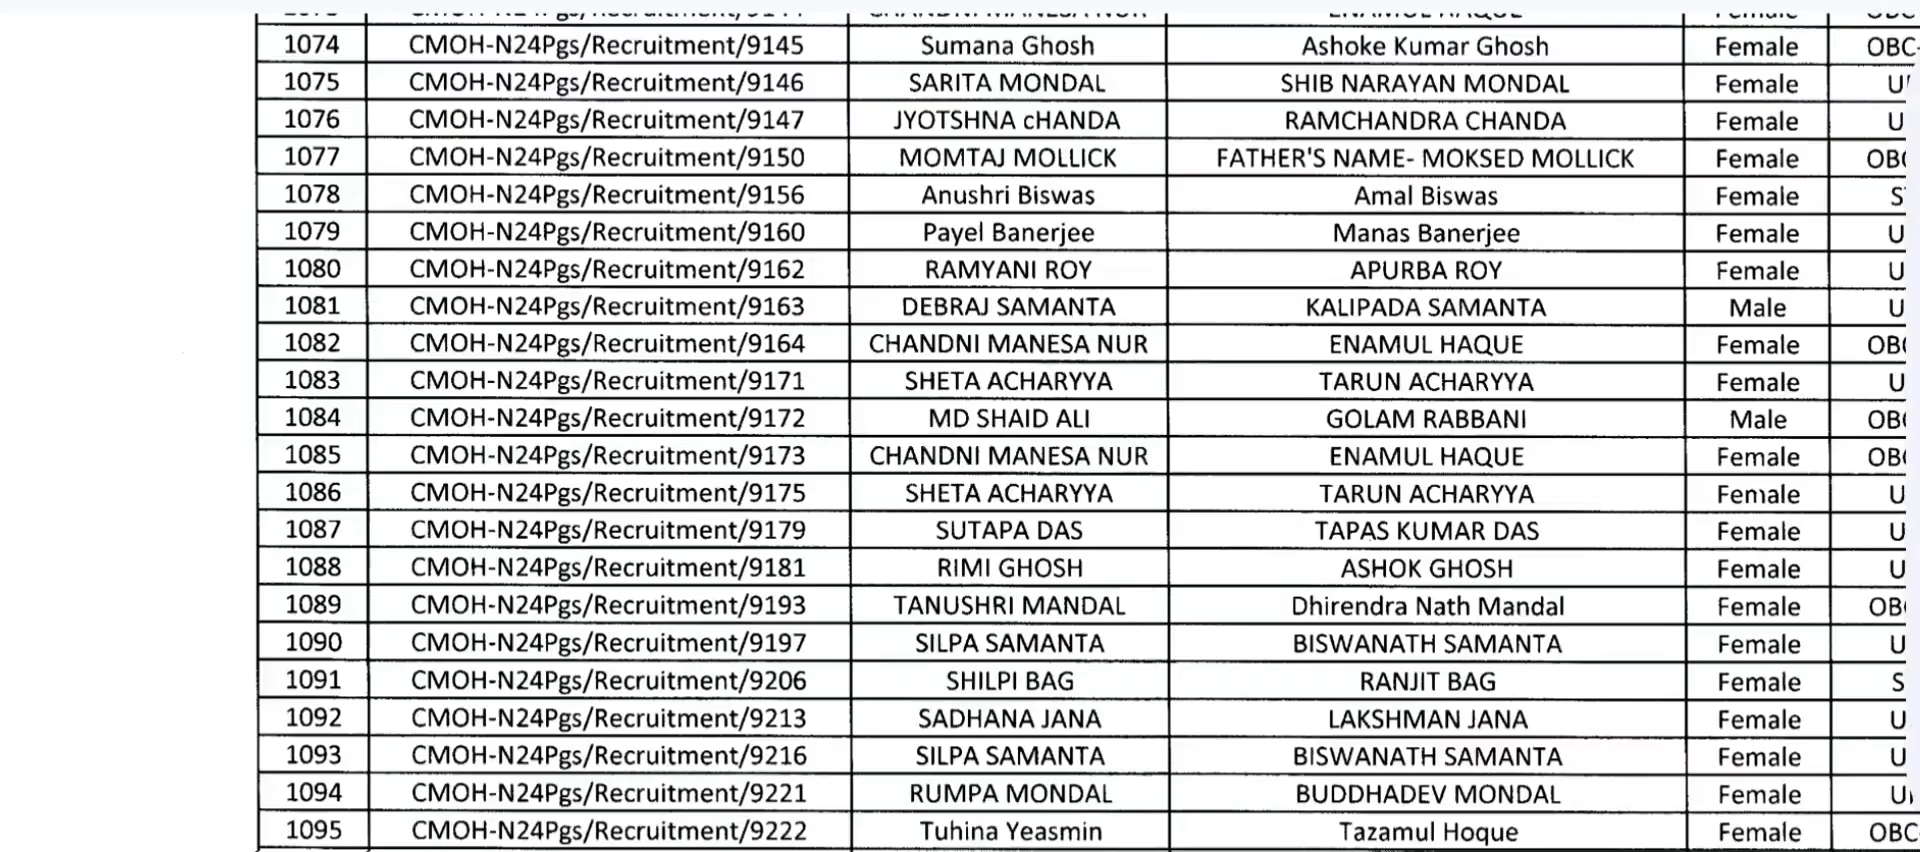 1074 CMOH-N24Pgs/Recruitment/9145 Sumana Ghosh Ashoke Kumar Ghosh Female OBC-
1075 CMOH-N24Pgs/Recruitment/9146 SARITA MONDAL SHIB NARAYAN MONDAL Female U
1076 CMOH-N24Pgs/Recruitment/9147 JYOTSHNA cHANDA RAMCHANDRA CHANDA Female U
1077 CMOH-N24Pgs/Recruitment/9150 MOMTAJ MOLLICK FATHER'S NAME- MOKSED MOLLICK Female OB
1078 CMOH-N24Pgs/Recruitment/9156 Anushri Biswas Amal Biswas Female S
1079 CMOH-N24Pgs/Recruitment/9160 Payel Banerjee Manas Banerjee Female U
1080 CMOH-N24Pgs/Recruitment/9162 RAMYANI ROY APURBA ROY Female U
1081 CMOH-N24Pgs/Recruitment/9163 DEBRAJ SAMANTA KALIPADA SAMANTA Male U
1082 CMOH-N24Pgs/Recruitment/9164 CHANDNI MANESA NUR ENAMUL HAQUE Female OB
1083 CMOH-N24Pgs/Recruitment/9171 SHETA ACHARYYA TARUN ACHARYYA Female U
1084 CMOH-N24Pgs/Recruitment/9172 MD SHAID ALI GOLAM RABBANI Male OB
1085 CMOH-N24Pgs/Recruitment/9173 CHANDNI MANESA NUR ENAMUL HAQUE Female OB
1086 CMOH-N24Pgs/Recruitment/9175 SHETA ACHARYYA TARUN ACHARYYA Female U
1087 CMOH-N24Pgs/Recruitment/9179 SUTAPA DAS TAPAS KUMAR DAS Female U
1088 CMOH-N24Pgs/Recruitment/9181 RIMI GHOSH ASHOK GHOSH Female U
1089 CMOH-N24Pgs/Recruitment/9193 TANUSHRI MANDAL Dhirendra Nath Mandal Female OB
1090 CMOH-N24Pgs/Recruitment/9197 SILPA SAMANTA BISWANATH SAMANTA Female U
1091 CMOH-N24Pgs/Recruitment/9206 SHILPI BAG RANJIT BAG Female S
1092 CMOH-N24Pgs/Recruitment/9213 SADHANA JANA LAKSHMAN JANA Female U
1093 CMOH-N24Pgs/Recruitment/9216 SILPA SAMANTA BISWANATH SAMANTA Female U
1094 CMOH-N24Pgs/Recruitment/9221 RUMPA MONDAL BUDDHADEV MONDAL Female U
1095 CMOH-N24Pgs/Recruitment/9222 Tuhina Yeasmin Tazamul Hoque Female OBC